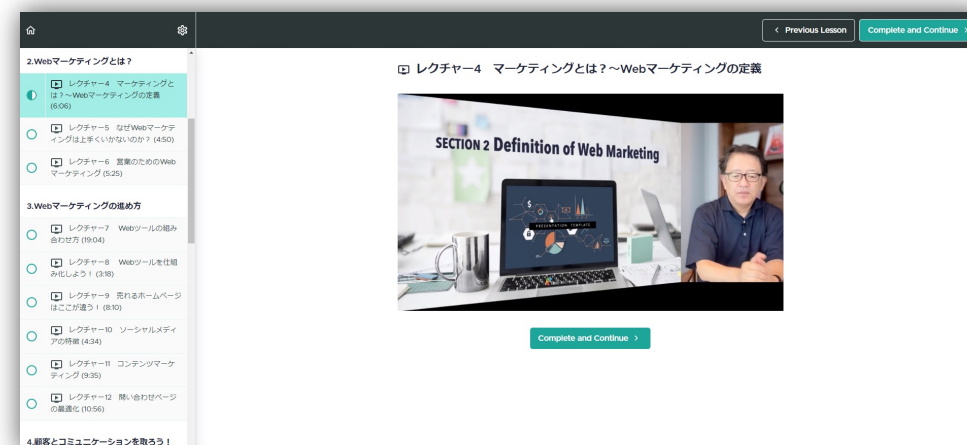 < Previous Lesson
Complete and Continue >
2.Webマーケティングとは？
レクチャー4　マーケティングと
は？～Webマーケティングの定義
(6:06)
レクチャー5　なぜWebマーケテ
ィングは上手くいかないのか？ (4:50)
レクチャー6　営業のためのWeb
マーケティング (5:25)
3.Webマーケティングの進め方
レクチャー7　Webツールの組み
合わせ方 (19:04)
レクチャー8　Webツールを仕組
み化しよう！ (3:18)
レクチャー9　売れるホームページ
はここが違う！ (8:10)
レクチャー10　ソーシャルメディ
アの特徴 (4:34)
レクチャー11　コンテンツマーケ
ティング (9:35)
レクチャー12　問い合わせページ
の最適化 (10:56)
4.顧客とコミュニケーションを取ろう！
レクチャー4　マーケティングとは？～Webマーケティングの定義
SECTION 2 Definition of Web Marketing
PRESENTATION TEMPLATE
Complete and Continue >